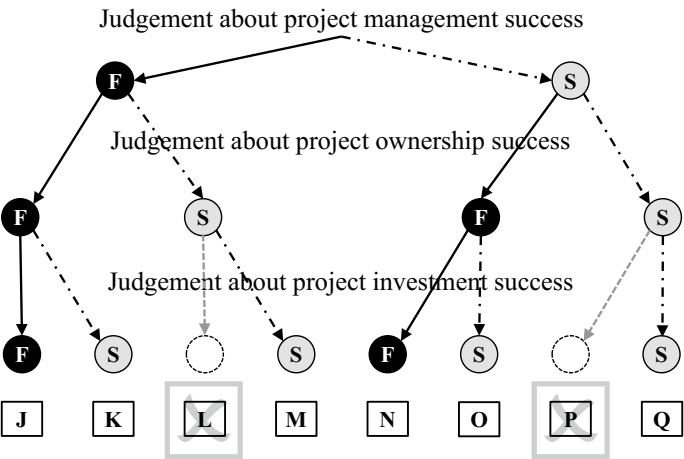 Judgement about project management success
F S
Judgement about project ownership success
F S F S
Judgement about project investment success
F S S F S S
J K L M N O P Q